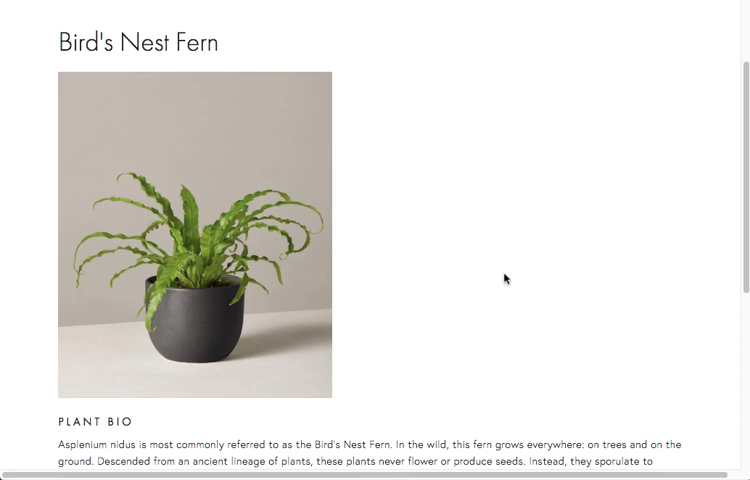 Bird's Nest Fern
PLANT BIO
Asplenium nidus is most commonly referred to as the Bird's Nest Fern. In the wild, this fern grows everywhere: on trees and on the
ground. Descended from an ancient lineage of plants, these plants never flower or produce seeds. Instead, they sporulate to